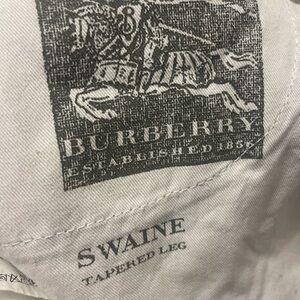 BURBERRY
ESTABLISHED 1856
SWAINE
TAPERED LEG